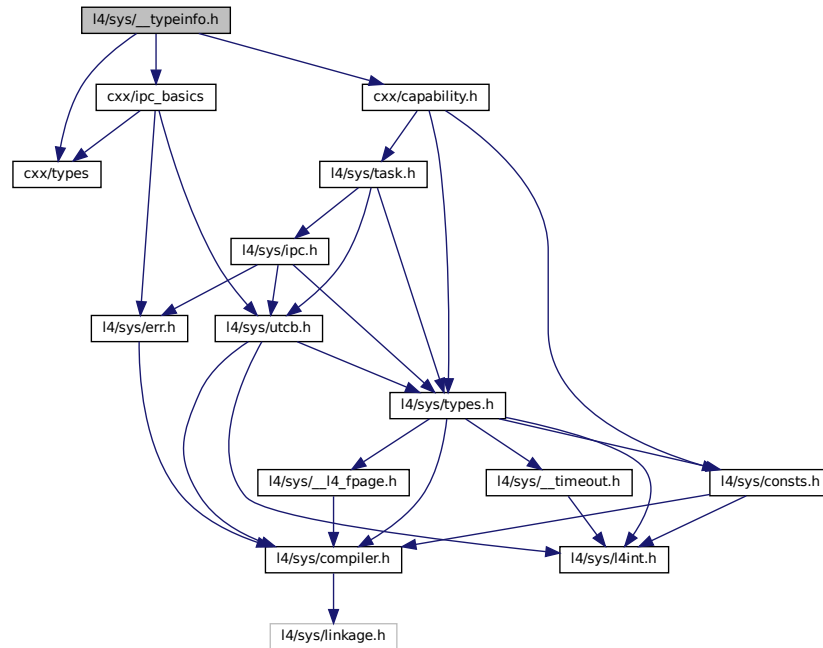 l4/sys/__typeinfo.h
cxx/ipc_basics
cxx/capability.h
cxx/types
l4/sys/task.h
l4/sys/ipc.h
l4/sys/err.h
l4/sys/utcb.h
l4/sys/types.h
l4/sys/__l4_fpage.h
l4/sys/__timeout.h
l4/sys/consts.h
l4/sys/compiler.h
l4/sys/l4int.h
l4/sys/linkage.h